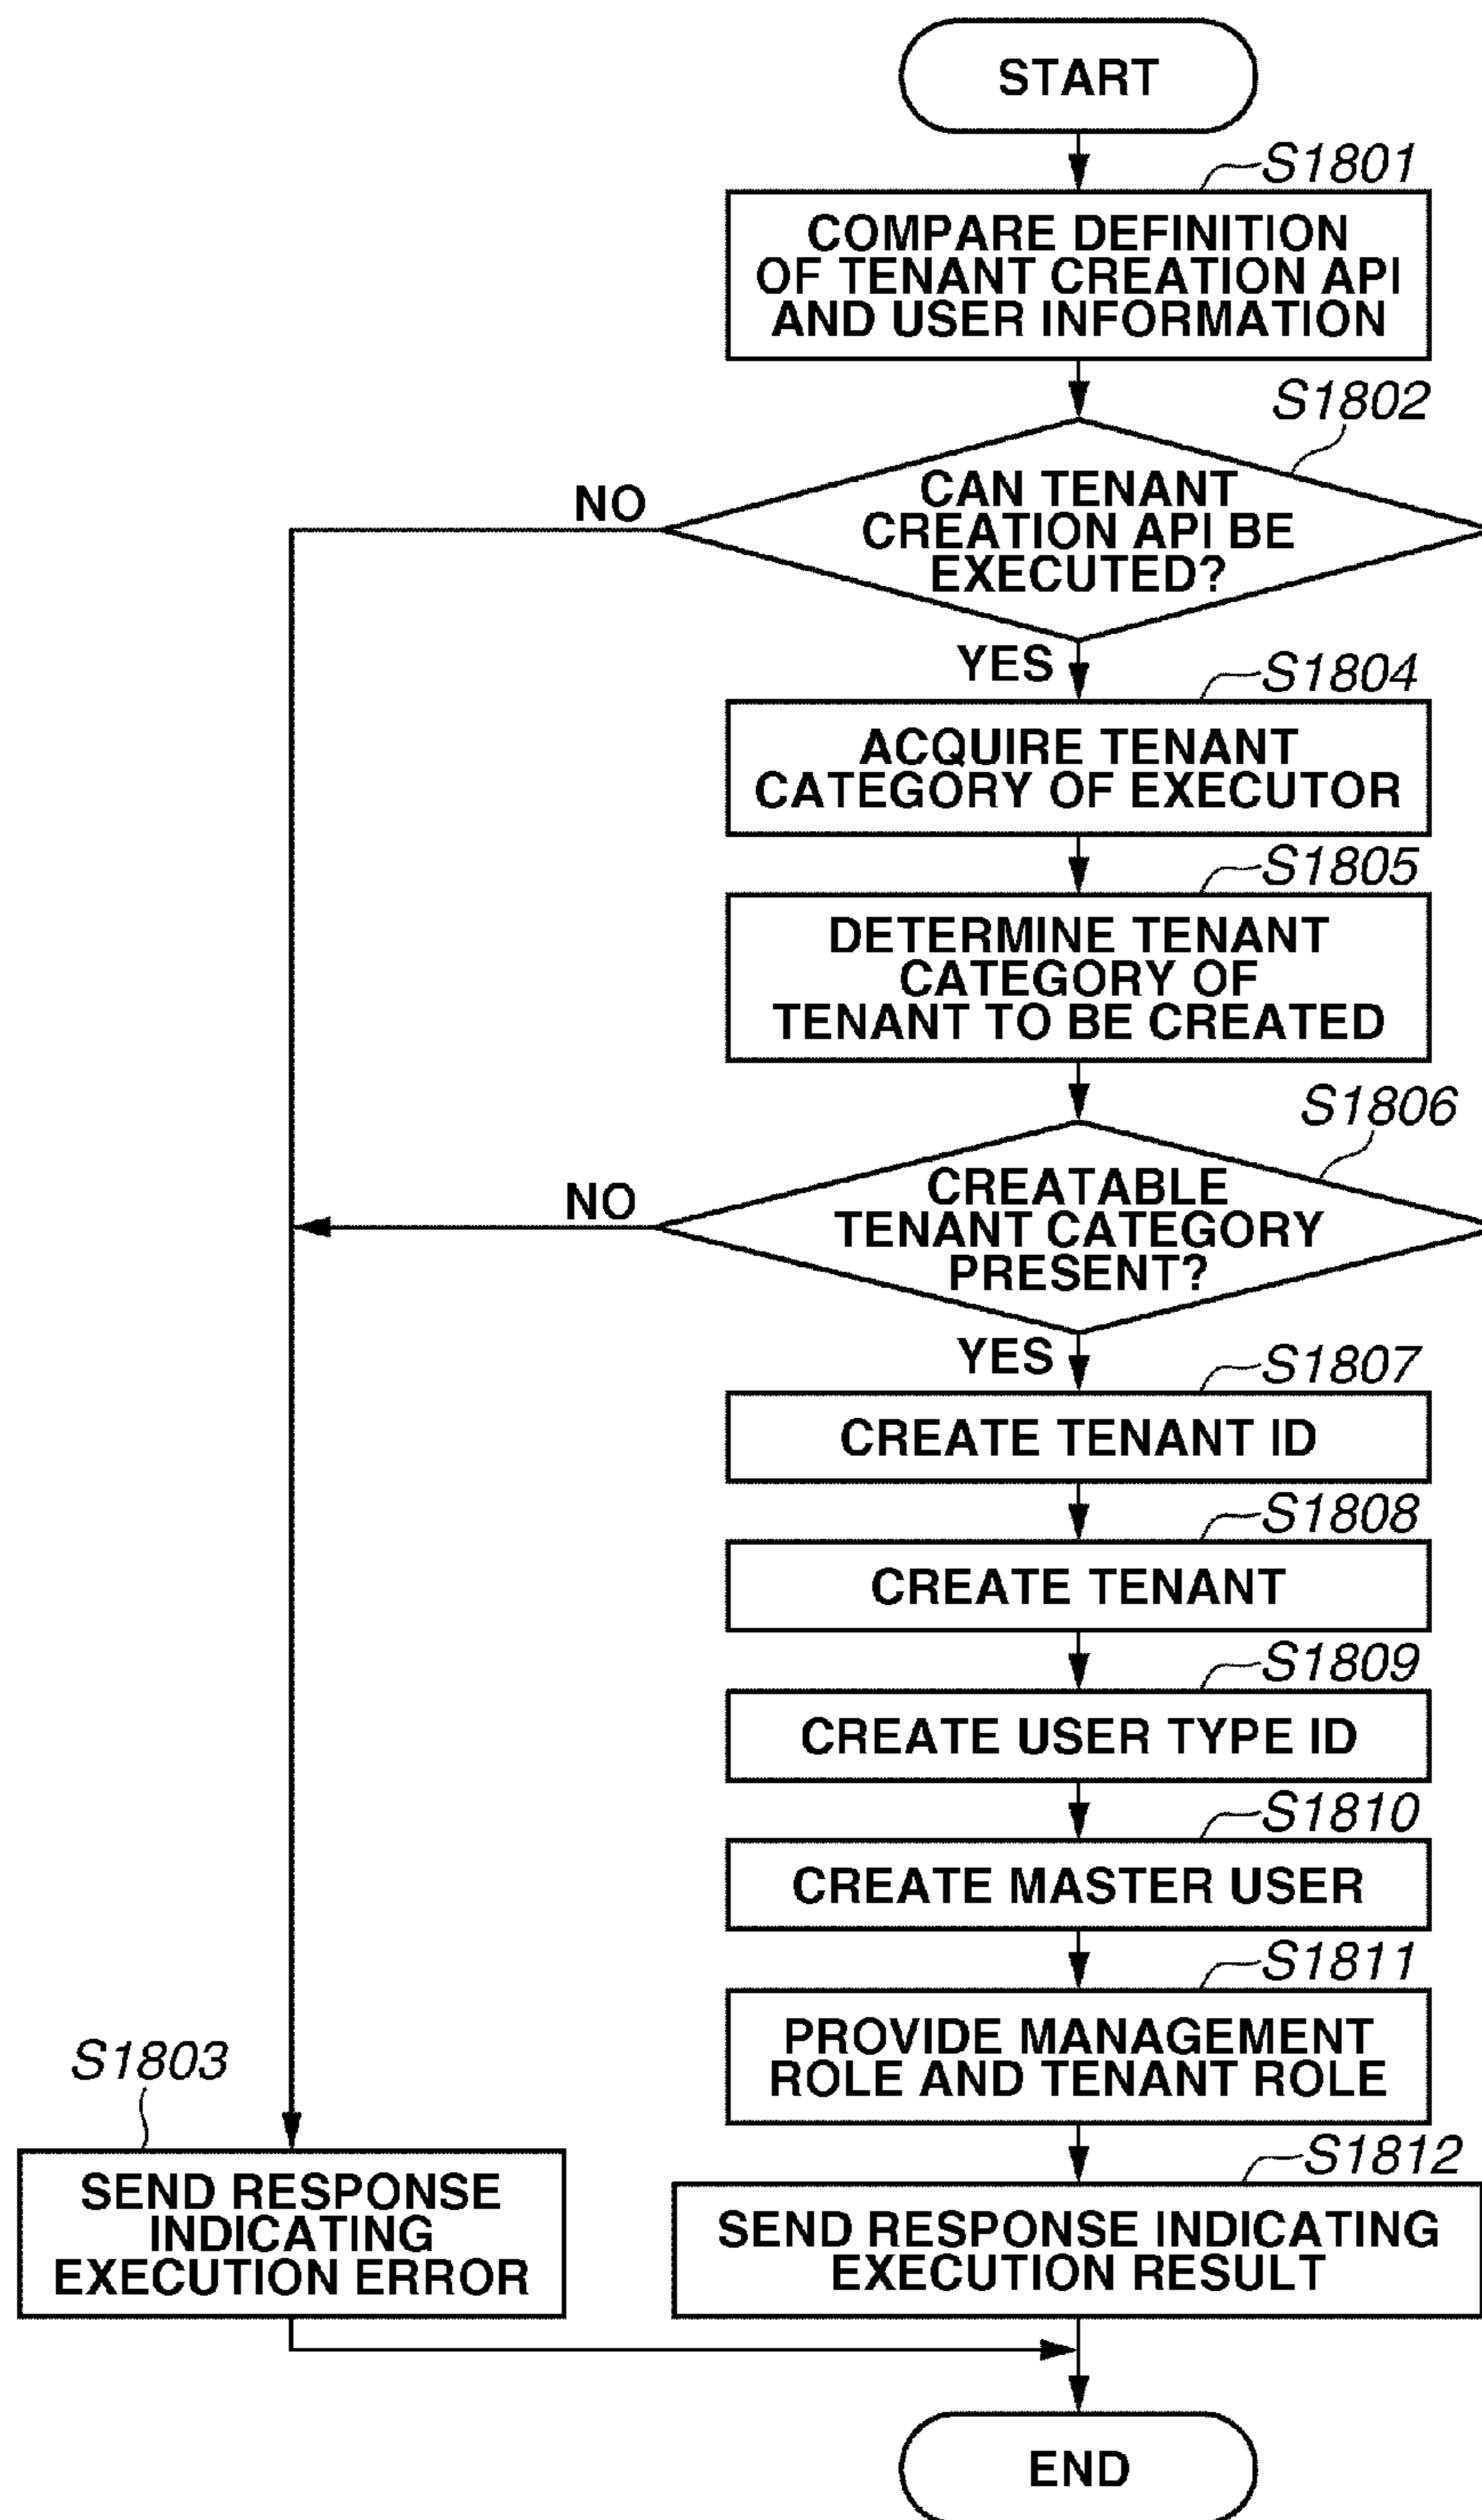 START
S1801
COMPARE DEFINITION
OF TENANT CREATION API
AND USER INFORMATION
S1802
CAN TENANT
CREATION API BE
EXECUTED?
NO
YES
S1804
ACQUIRE TENANT
CATEGORY OF EXECUTOR
S1805
DETERMINE TENANT
CATEGORY OF
TENANT TO BE CREATED
S1806
CREATABLE
TENANT CATEGORY
PRESENT?
NO
YES
S1807
CREATE TENANT ID
S1808
CREATE TENANT
S1809
CREATE USER TYPE ID
S1810
CREATE MASTER USER
S1811
PROVIDE MANAGEMENT
ROLE AND TENANT ROLE
S1803
SEND RESPONSE
INDICATING
EXECUTION ERROR
S1812
SEND RESPONSE INDICATING
EXECUTION RESULT
END